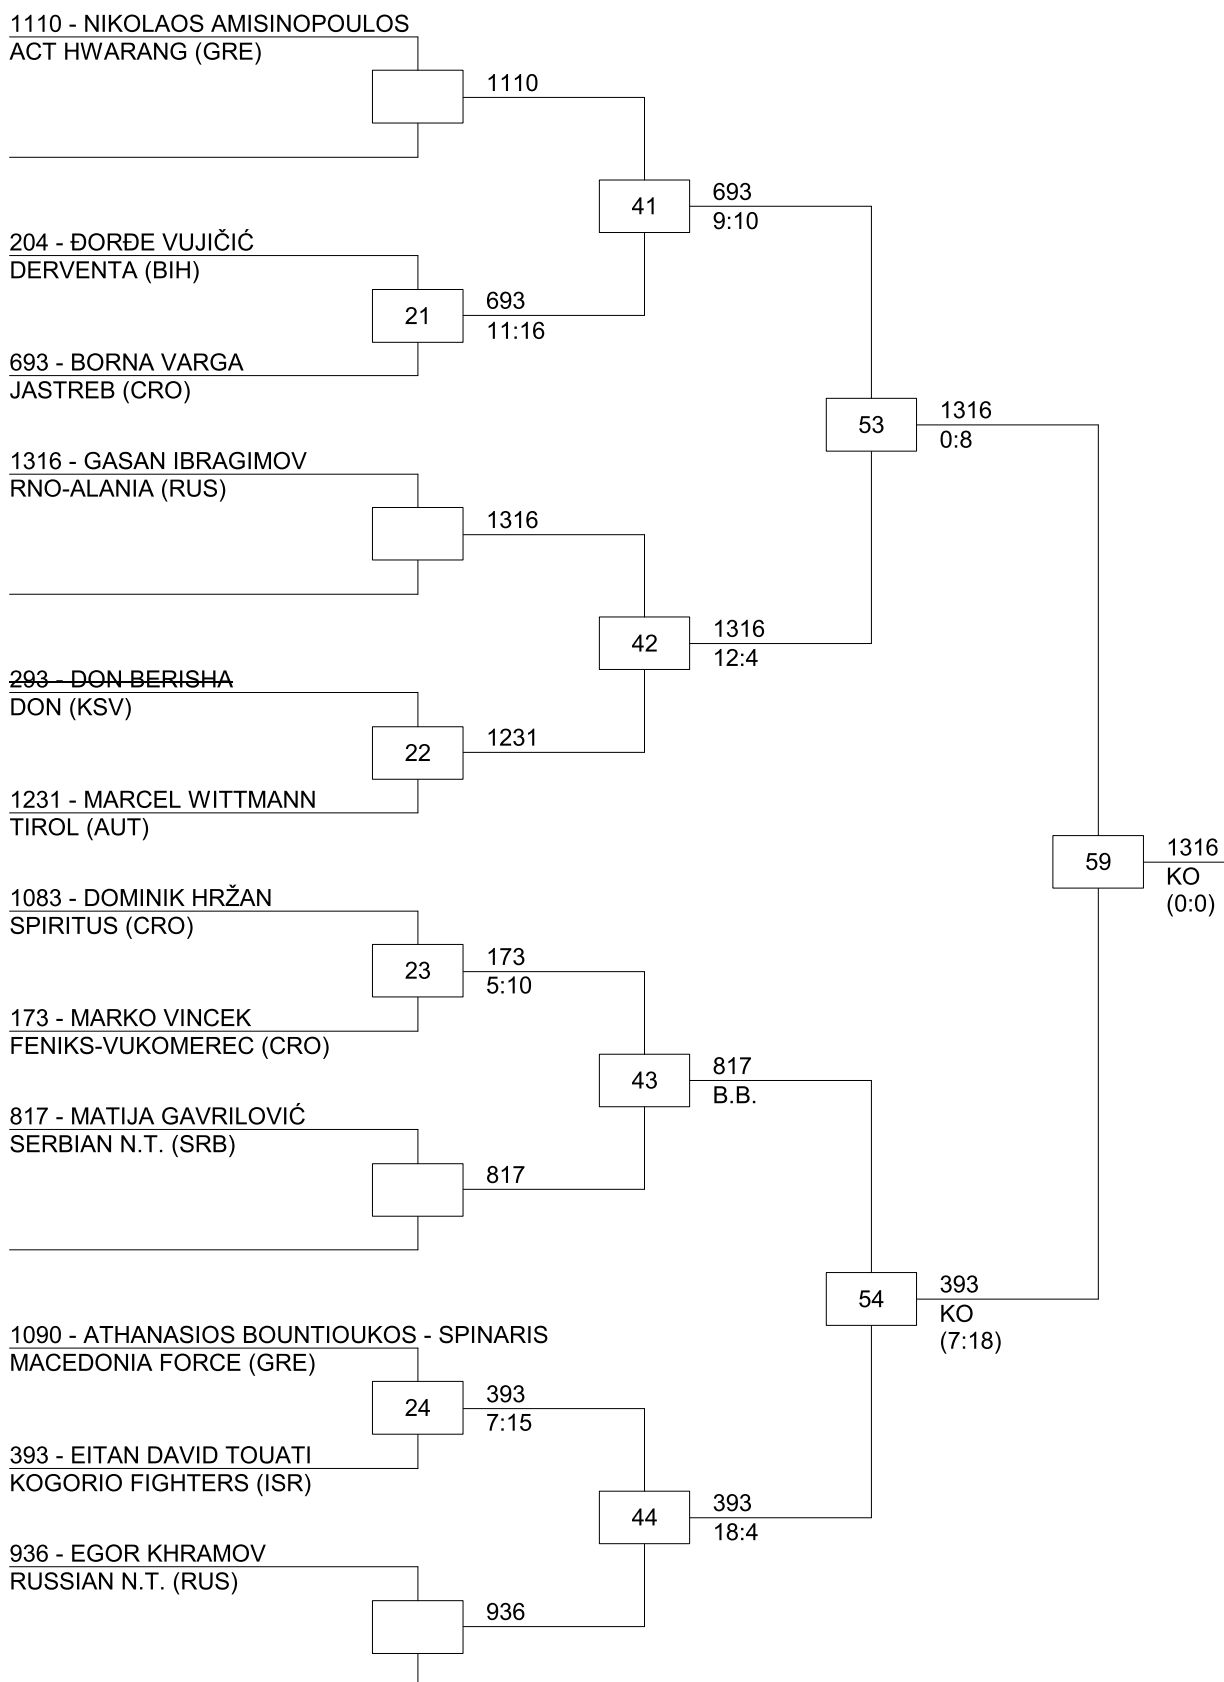 1110 - NIKOLAOS AMISINOPOULOS
ACT HWARANG (GRE)
1110
41
693
9:10
204 - ĐORĐE VUJIČIĆ
DERVENTA (BIH)
21
693
11:16
693 - BORNA VARGA
JASTREB (CRO)
53
1316
0:8
1316 - GASAN IBRAGIMOV
RNO-ALANIA (RUS)
1316
42
1316
12:4
293 - DON BERISHA
DON (KSV)
22
1231
1231 - MARCEL WITTMANN
TIROL (AUT)
59
1316
KO
(0:0)
1083 - DOMINIK HRŽAN
SPIRITUS (CRO)
23
173
5:10
173 - MARKO VINCEK
FENIKS-VUKOMEREC (CRO)
43
817
B.B.
817 - MATIJA GAVRILOVIĆ
SERBIAN N.T. (SRB)
817
54
393
KO
(7:18)
1090 - ATHANASIOS BOUNTIOUKOS - SPINARIS
MACEDONIA FORCE (GRE)
24
393
7:15
393 - EITAN DAVID TOUATI
KOGORIO FIGHTERS (ISR)
44
393
18:4
936 - EGOR KHRAMOV
RUSSIAN N.T. (RUS)
936